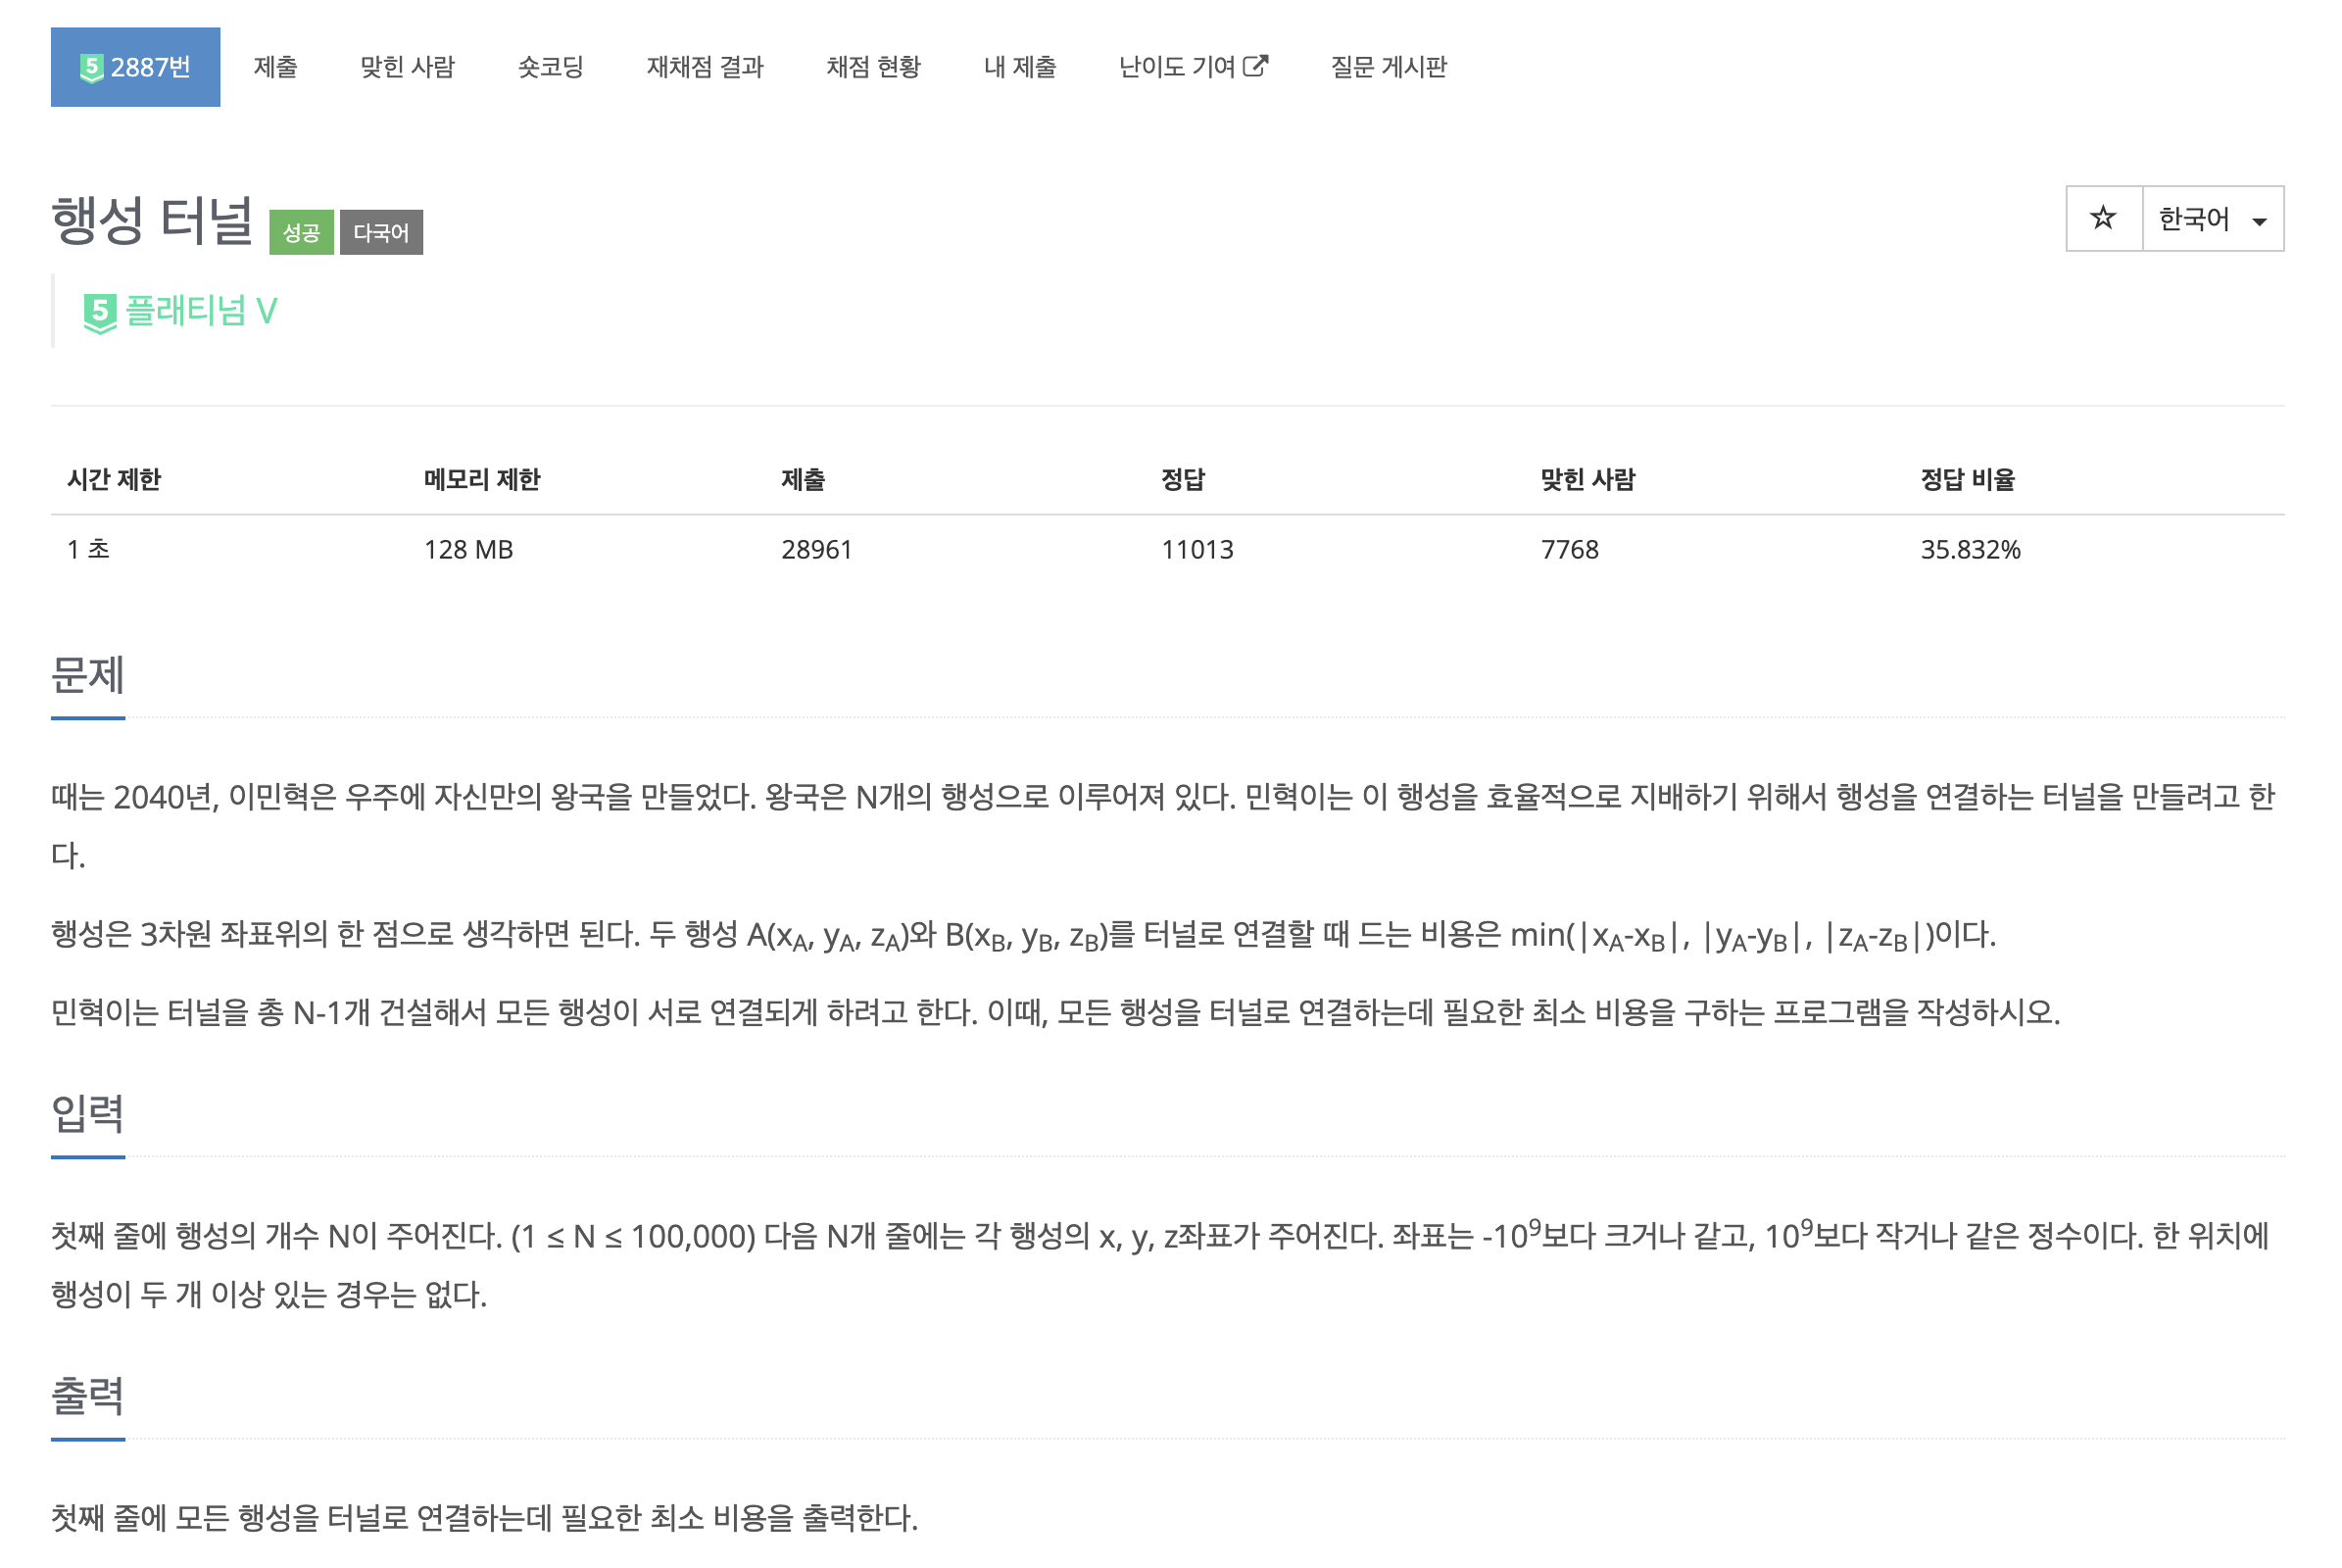 5 2887번 제출 맞힌 사람 숏코딩 재채점 결과 채점 현황 내 제출 난이도 기여 질문 게시판
행성 터널 성공 다국어 ☆ 한국어
5 플래티넘 V
시간 제한 메모리 제한 제출 정답 맞힌 사람 정답 비율
1 초 128 MB 28961 11013 7768 35.832%
문제
때는 2040년, 이민혁은 우주에 자신만의 왕국을 만들었다. 왕국은 N개의 행성으로 이루어져 있다. 민혁이는 이 행성을 효율적으로 지배하기 위해서 행성을 연결하는 터널을 만들려고 한
다.
행성은 3차원 좌표위의 한 점으로 생각하면 된다. 두 행성 A(x_A, y_A, z_A)와 B(x_B, y_B, z_B)를 터널로 연결할 때 드는 비용은 min(|x_A-x_B|, |y_A-y_B|, |z_A-z_B|)이다.
민혁이는 터널을 총 N-1개 건설해서 모든 행성이 서로 연결되게 하려고 한다. 이때, 모든 행성을 터널로 연결하는데 필요한 최소 비용을 구하는 프로그램을 작성하시오.
입력
첫째 줄에 행성의 개수 N이 주어진다. (1 ≤ N ≤ 100,000) 다음 N개 줄에는 각 행성의 x, y, z좌표가 주어진다. 좌표는 -10^9보다 크거나 같고, 10^9보다 작거나 같은 정수이다. 한 위치에
행성이 두 개 이상 있는 경우는 없다.
출력
첫째 줄에 모든 행성을 터널로 연결하는데 필요한 최소 비용을 출력한다.